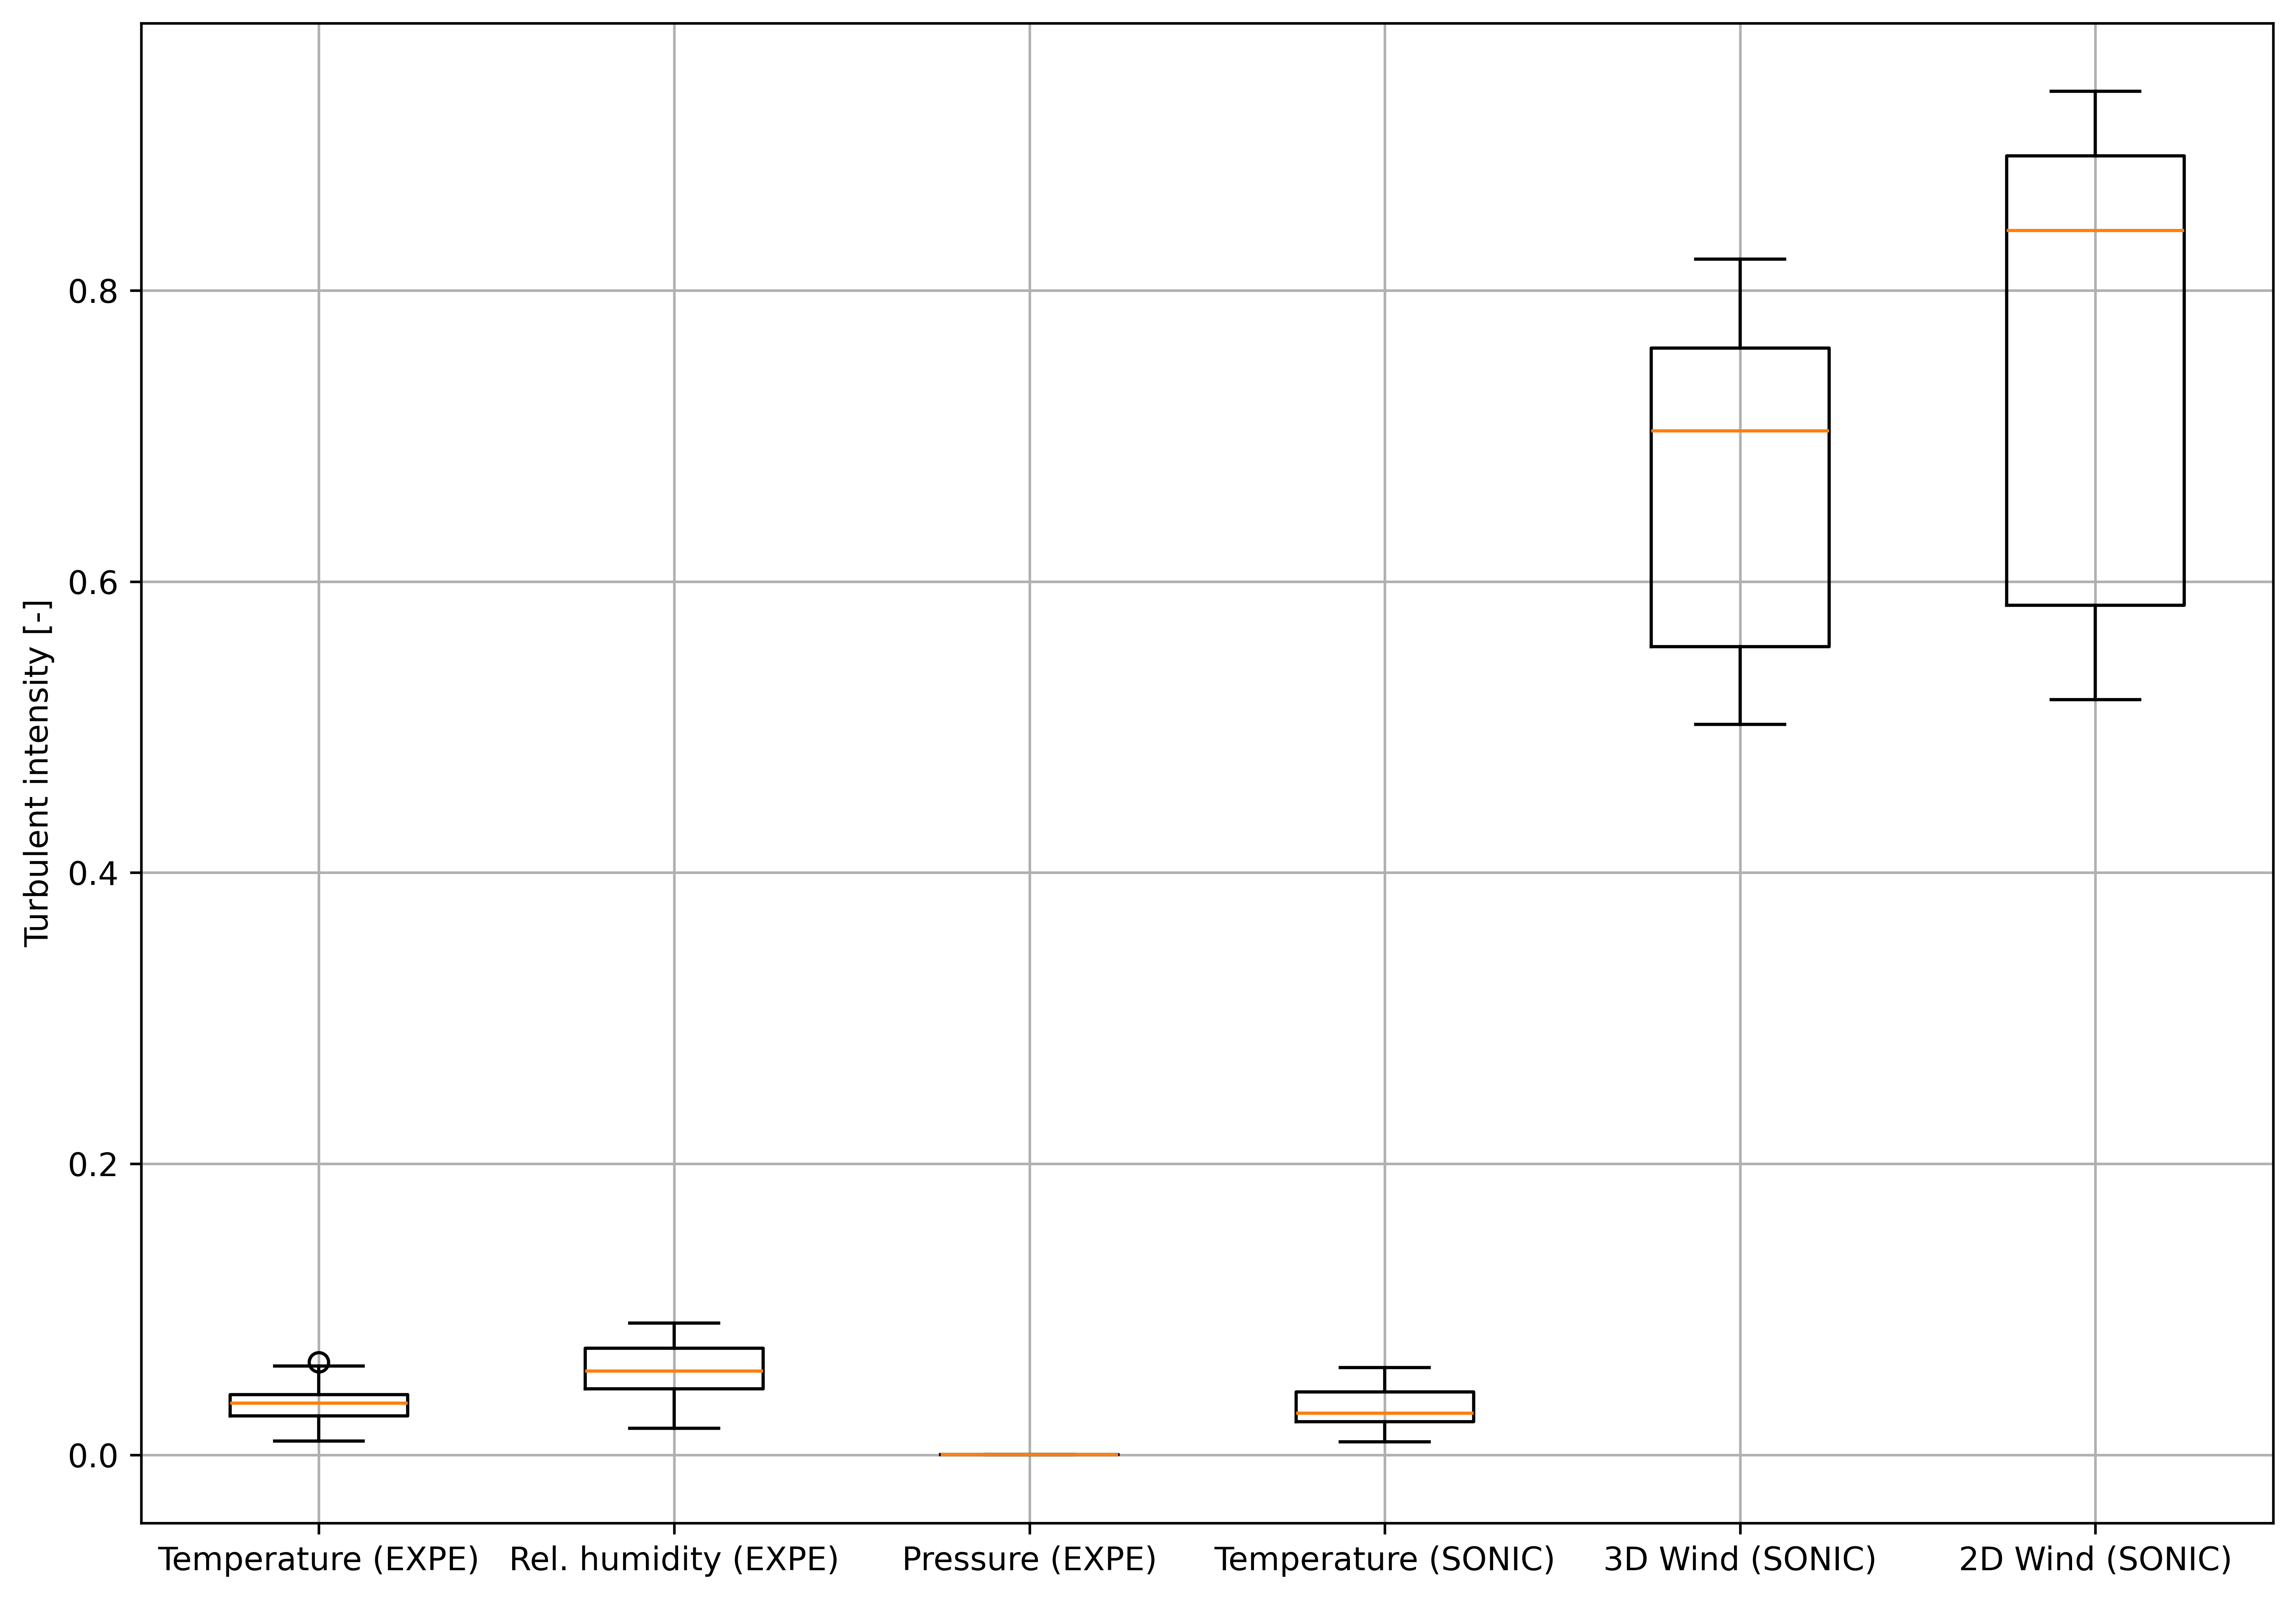 Turbulent intensity [-]
0.8
0.6
0.4
0.2
0.0
Temperature (EXPE) Rel. humidity (EXPE) Pressure (EXPE) Temperature (SONIC) 3D Wind (SONIC) 2D Wind (SONIC)